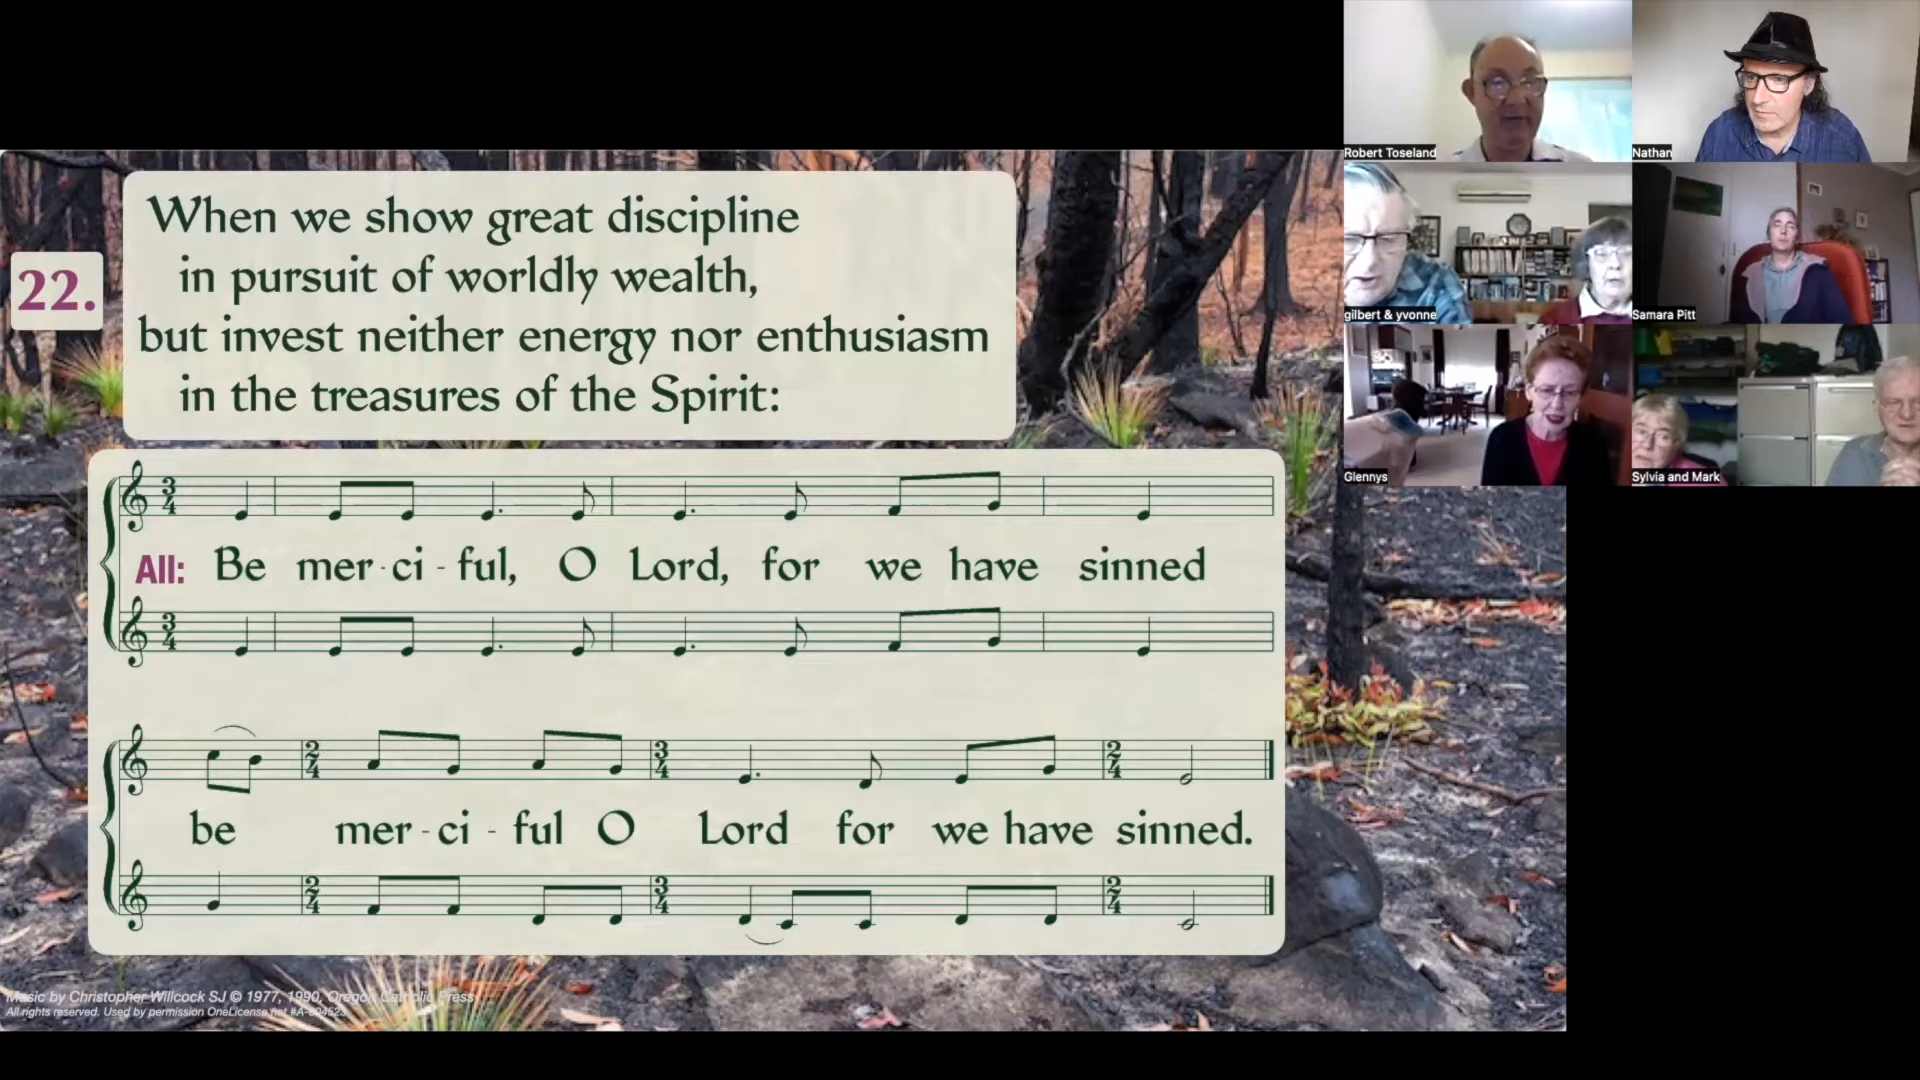 22.
When we show great discipline
in pursuit of worldly wealth,
but invest neither energy nor enthusiasm
in the treasures of the Spirit:
All: Be mer - ci - ful, O Lord, for we have sinned
be mer - ci - ful O Lord for we have sinned.
Music by Christopher Willcock SJ © 1977, 1990, Oregon Catholic Press
All rights reserved. Used by permission OneLicense.net
Robert Toseland
Nathan
gilbert & yvonne
Samara Pitt
Glennys
Sylvia and Mark